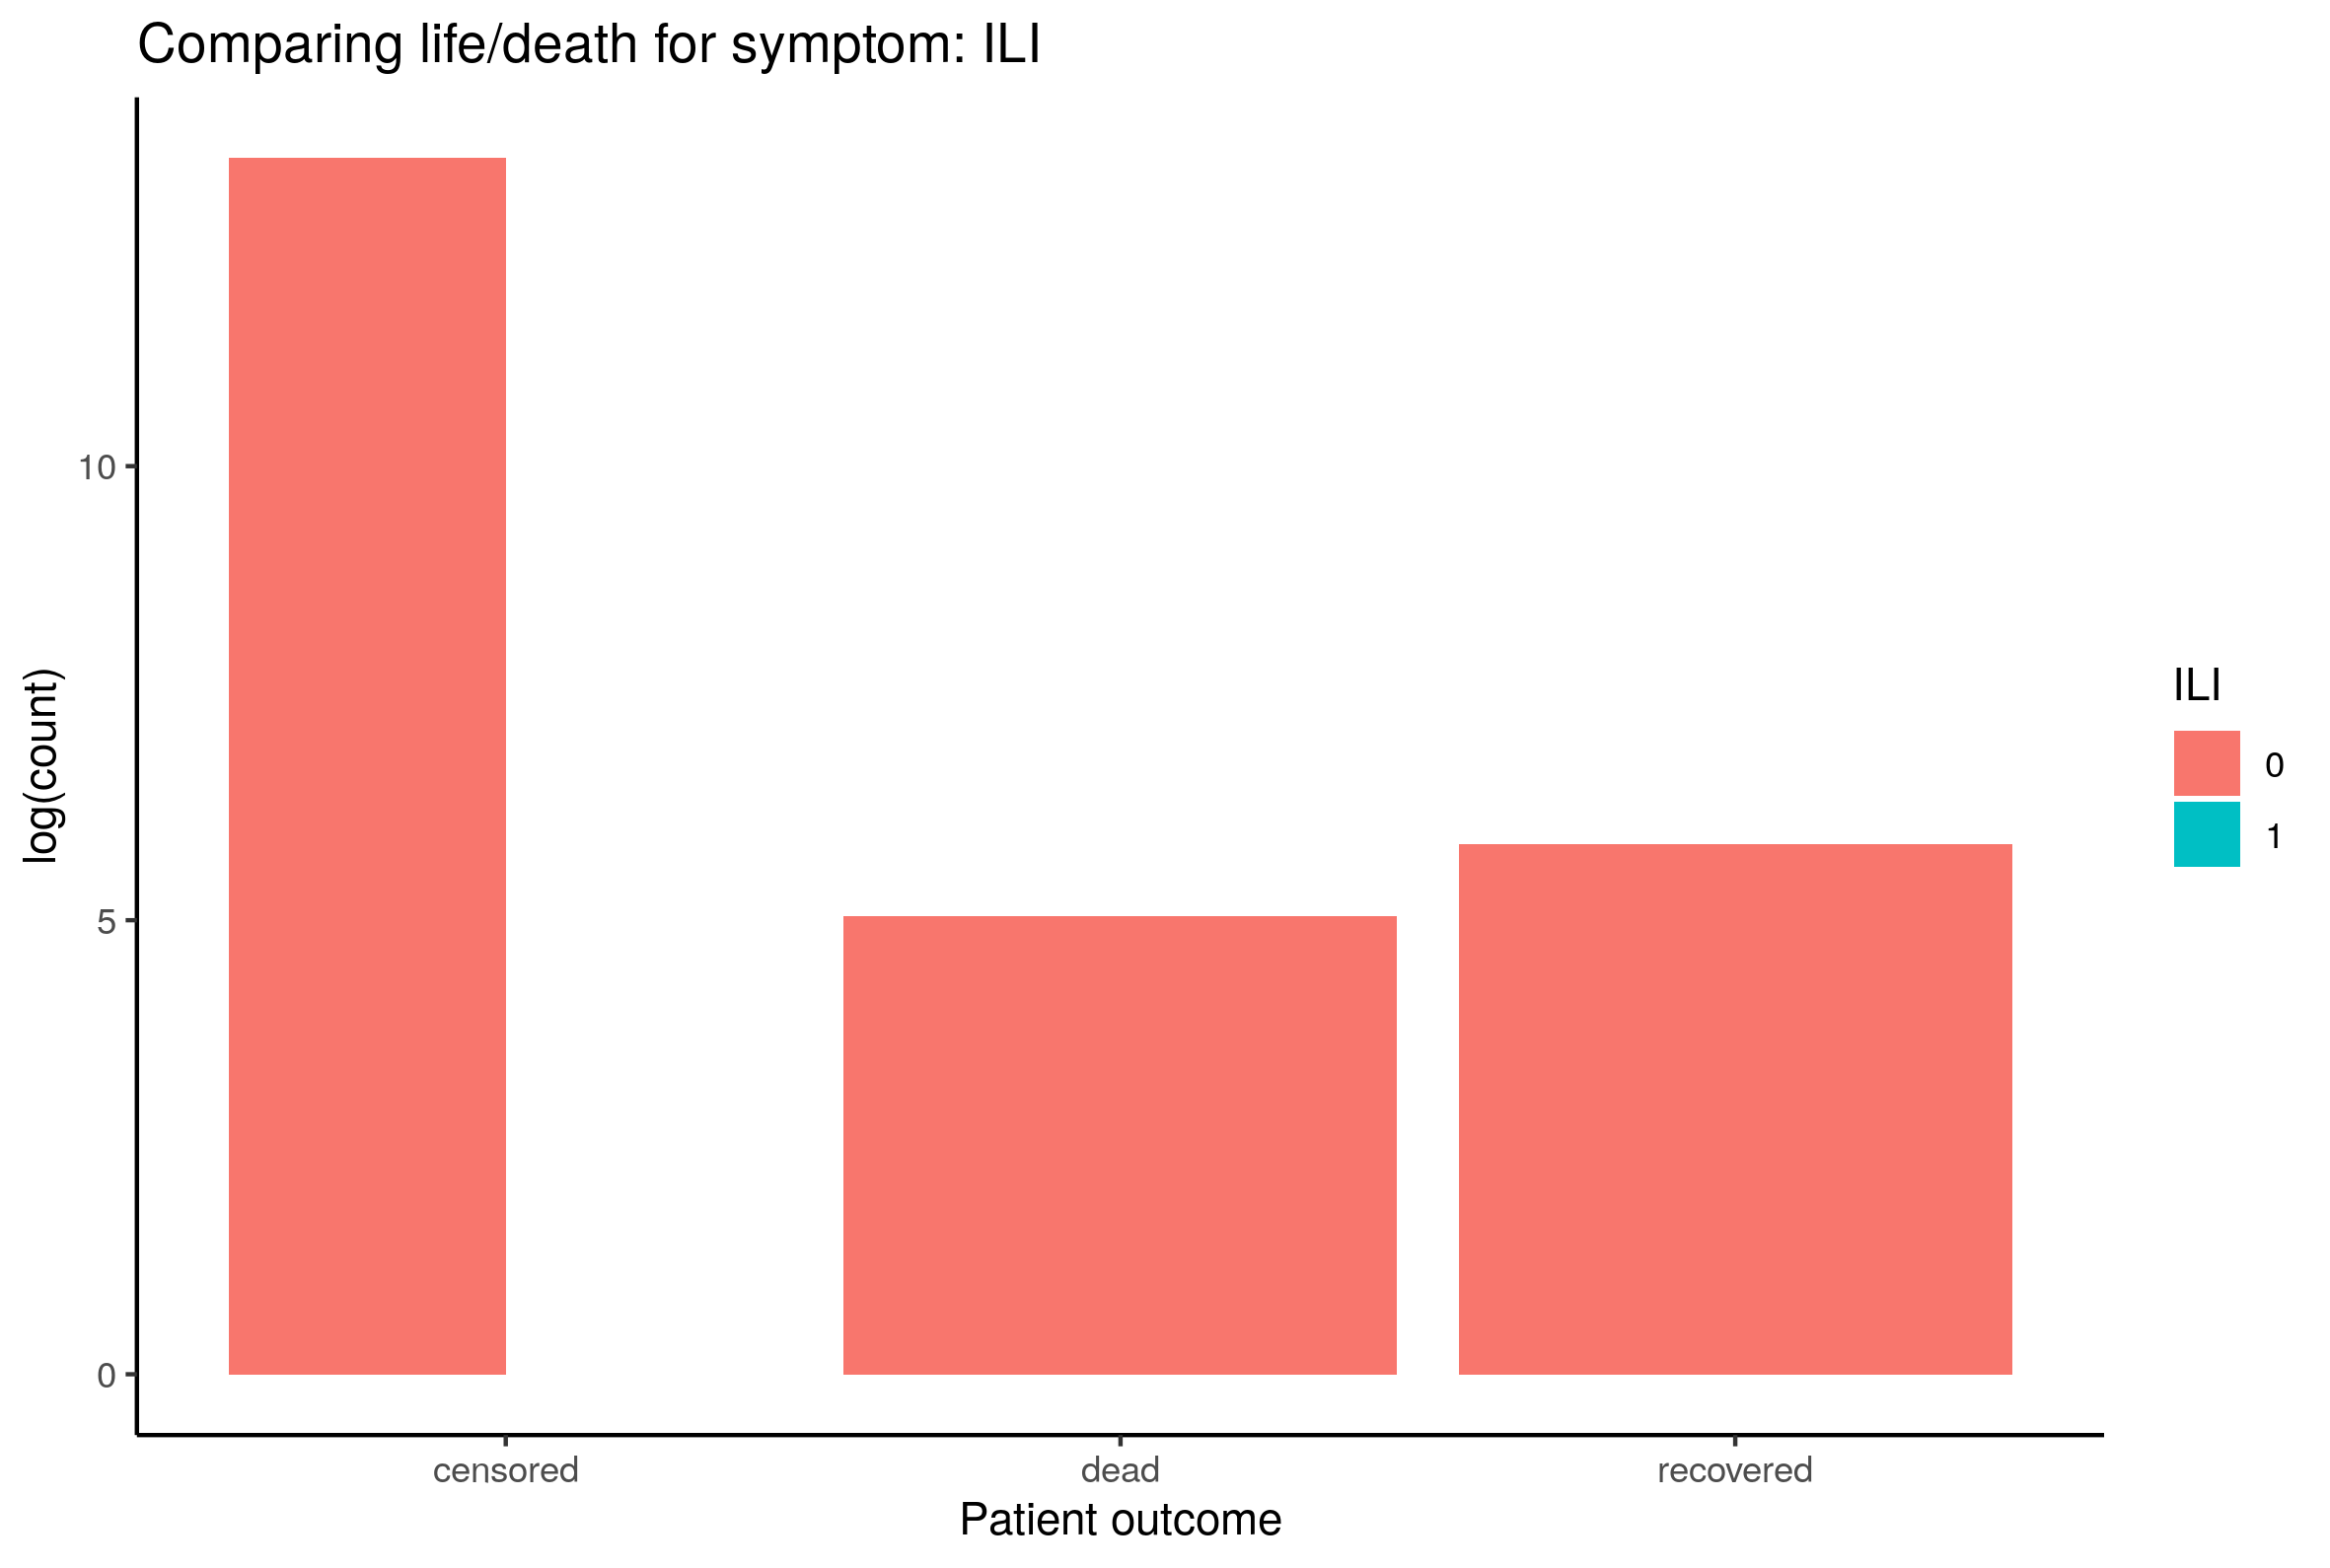 Comparing life/death for symptom: ILI
log(count)
10
5
0
censored
dead
recovered
Patient outcome
ILI
0
1